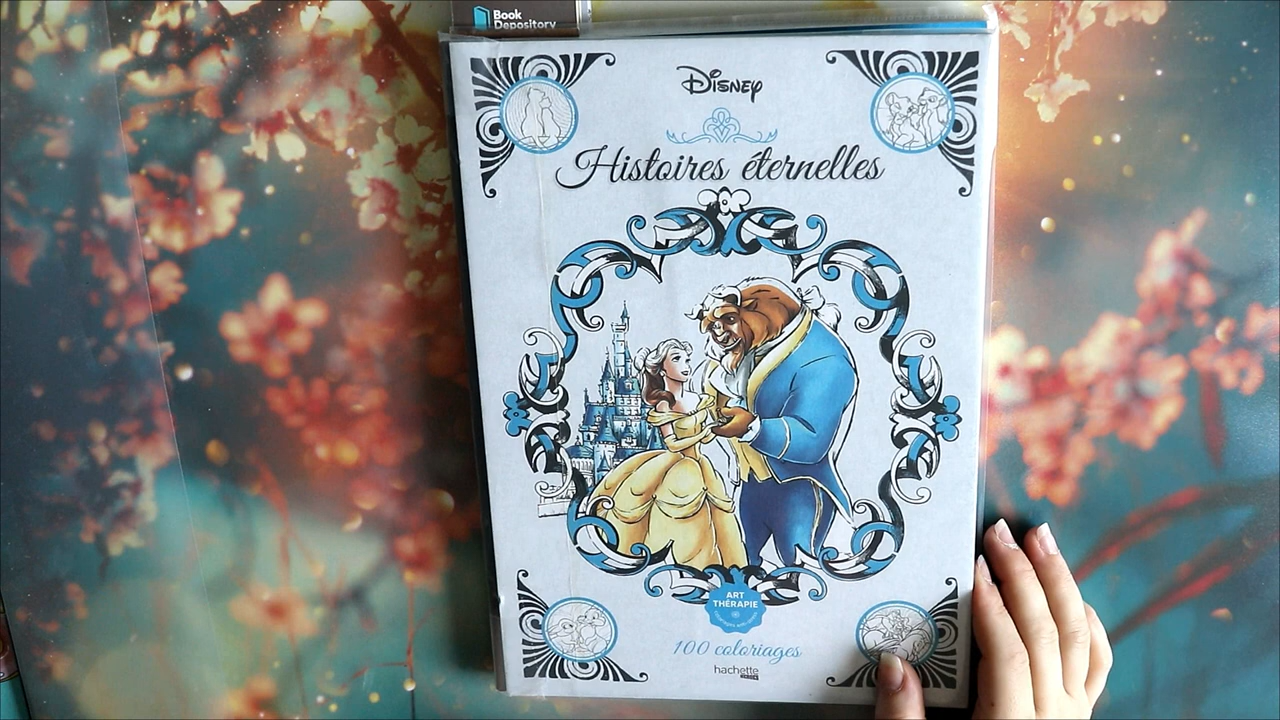 Book
Depository
Disney
Histoires éternelles
ART
THÉRAPIE
100 coloriages
hachette